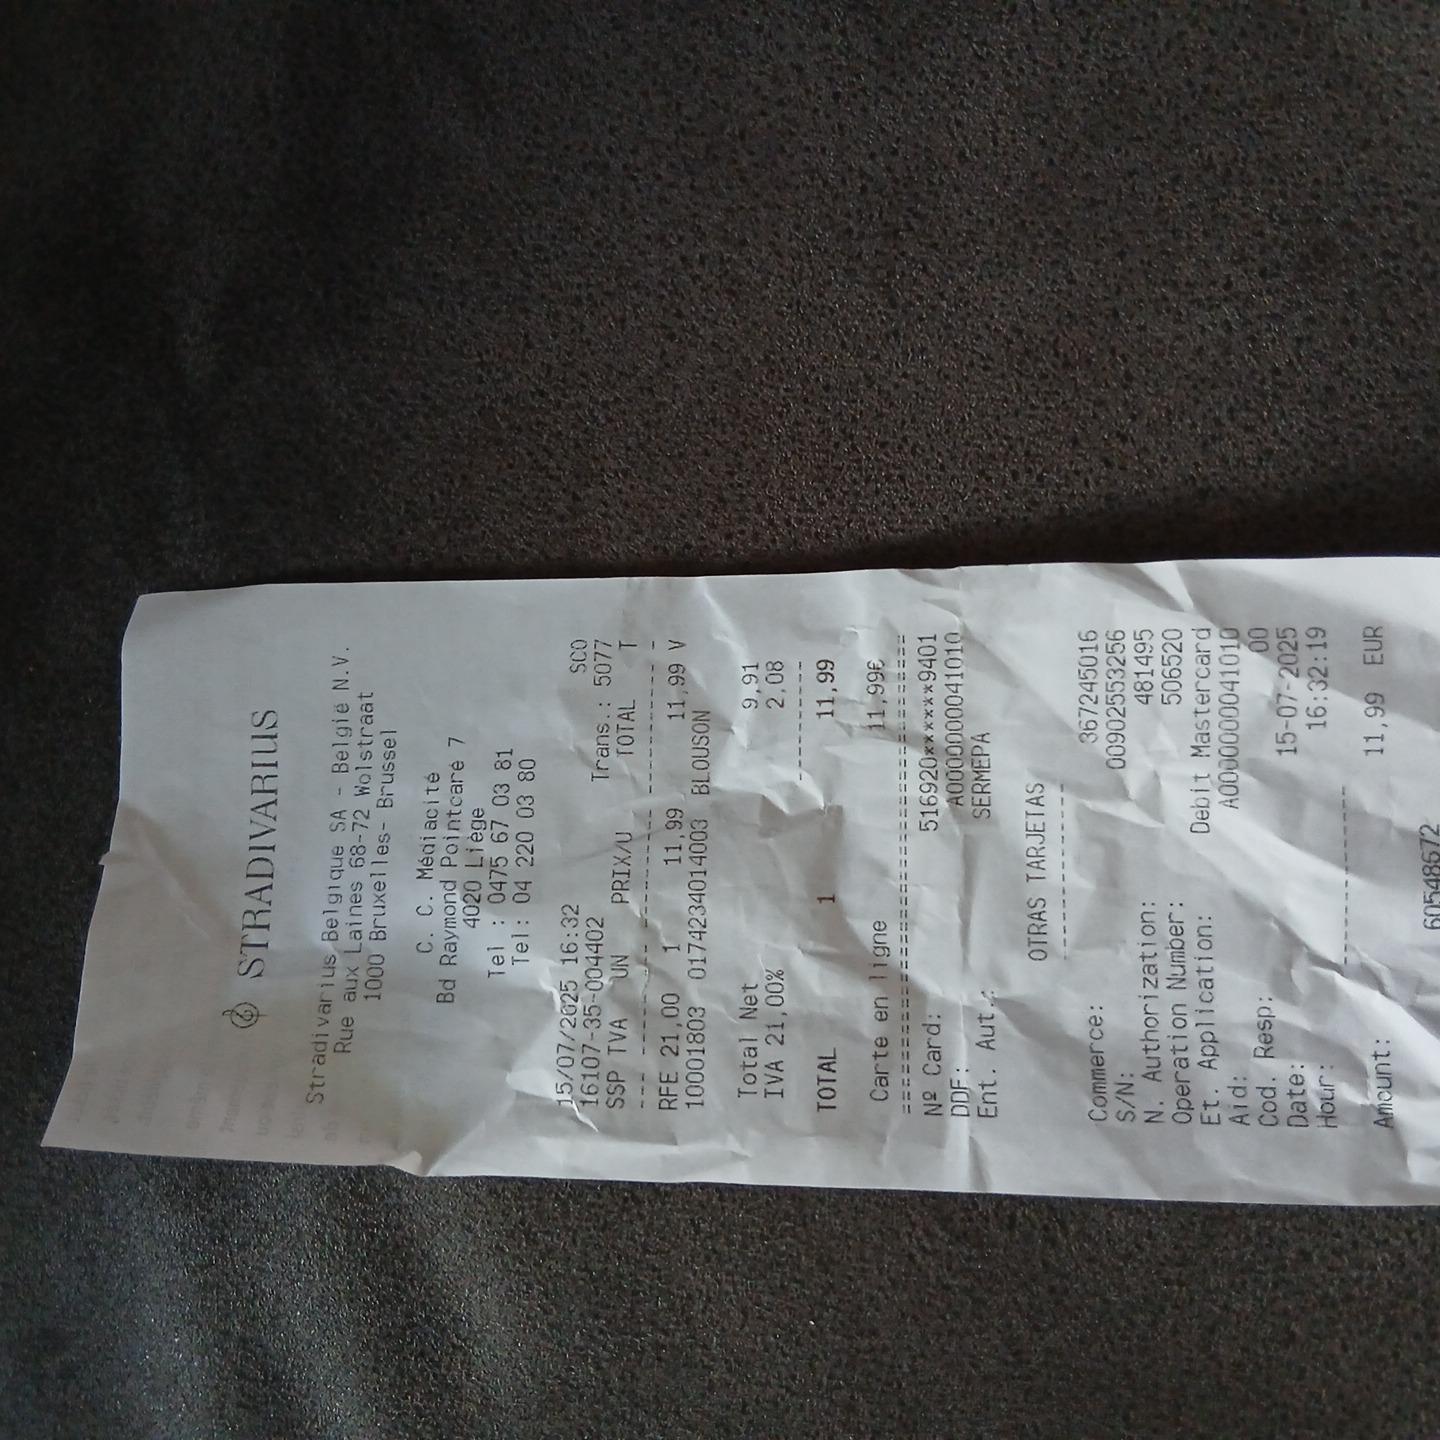 STRADIVARIUS
Stradivarius Belgique SA - België N.V.
Rue aux Laines 68-72 Wolstraat
1000 Bruxelles- Brussel
C. C. Médiacité
Bd Raymond Pointcaré 7
4020 Liège
Tel : 0475 67 03 81
Tel: 04 220 03 80
SCO
15/07/2025 16:32
16107-35-004402 Trans.: 5077
SSP TVA UN PRIX/U TOTAL T
RFE 21,00 1 11,99 11,99 V
10001803 0174234014003 BLOUSON
Total Net 9,91
IVA 21,00% 2,08
TOTAL 1 11,99
Carte en ligne 11,99€
Nº Card: 516920******9401
DDF: A0000000041010
Ent. Aut.: SERMEPA
OTRAS TARJETAS
Commerce: 367245016
S/N: 00902553256
N. Authorization: 481495
Operation Number: 506520
Et. Application: Debit Mastercard
Aid: A0000000041010
Cod. Resp: 00
Date: 15-07-2025
Hour: 16:32:19
Amount: 11,99 EUR
60548672